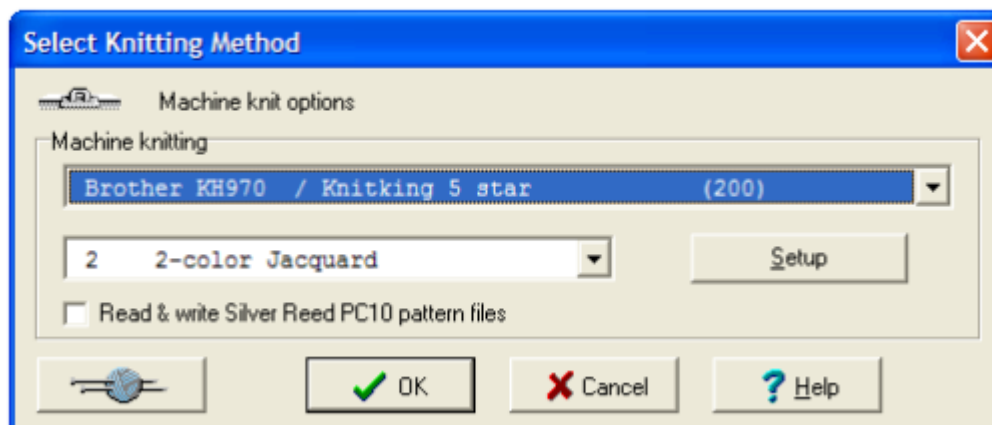 Select Knitting Method
Machine knit options
Machine knitting
Brother KH970 / Knitking 5 star (200)
2 2-color Jacquard
Setup
Read & write Silver Reed PC10 pattern files
OK
Cancel
Help